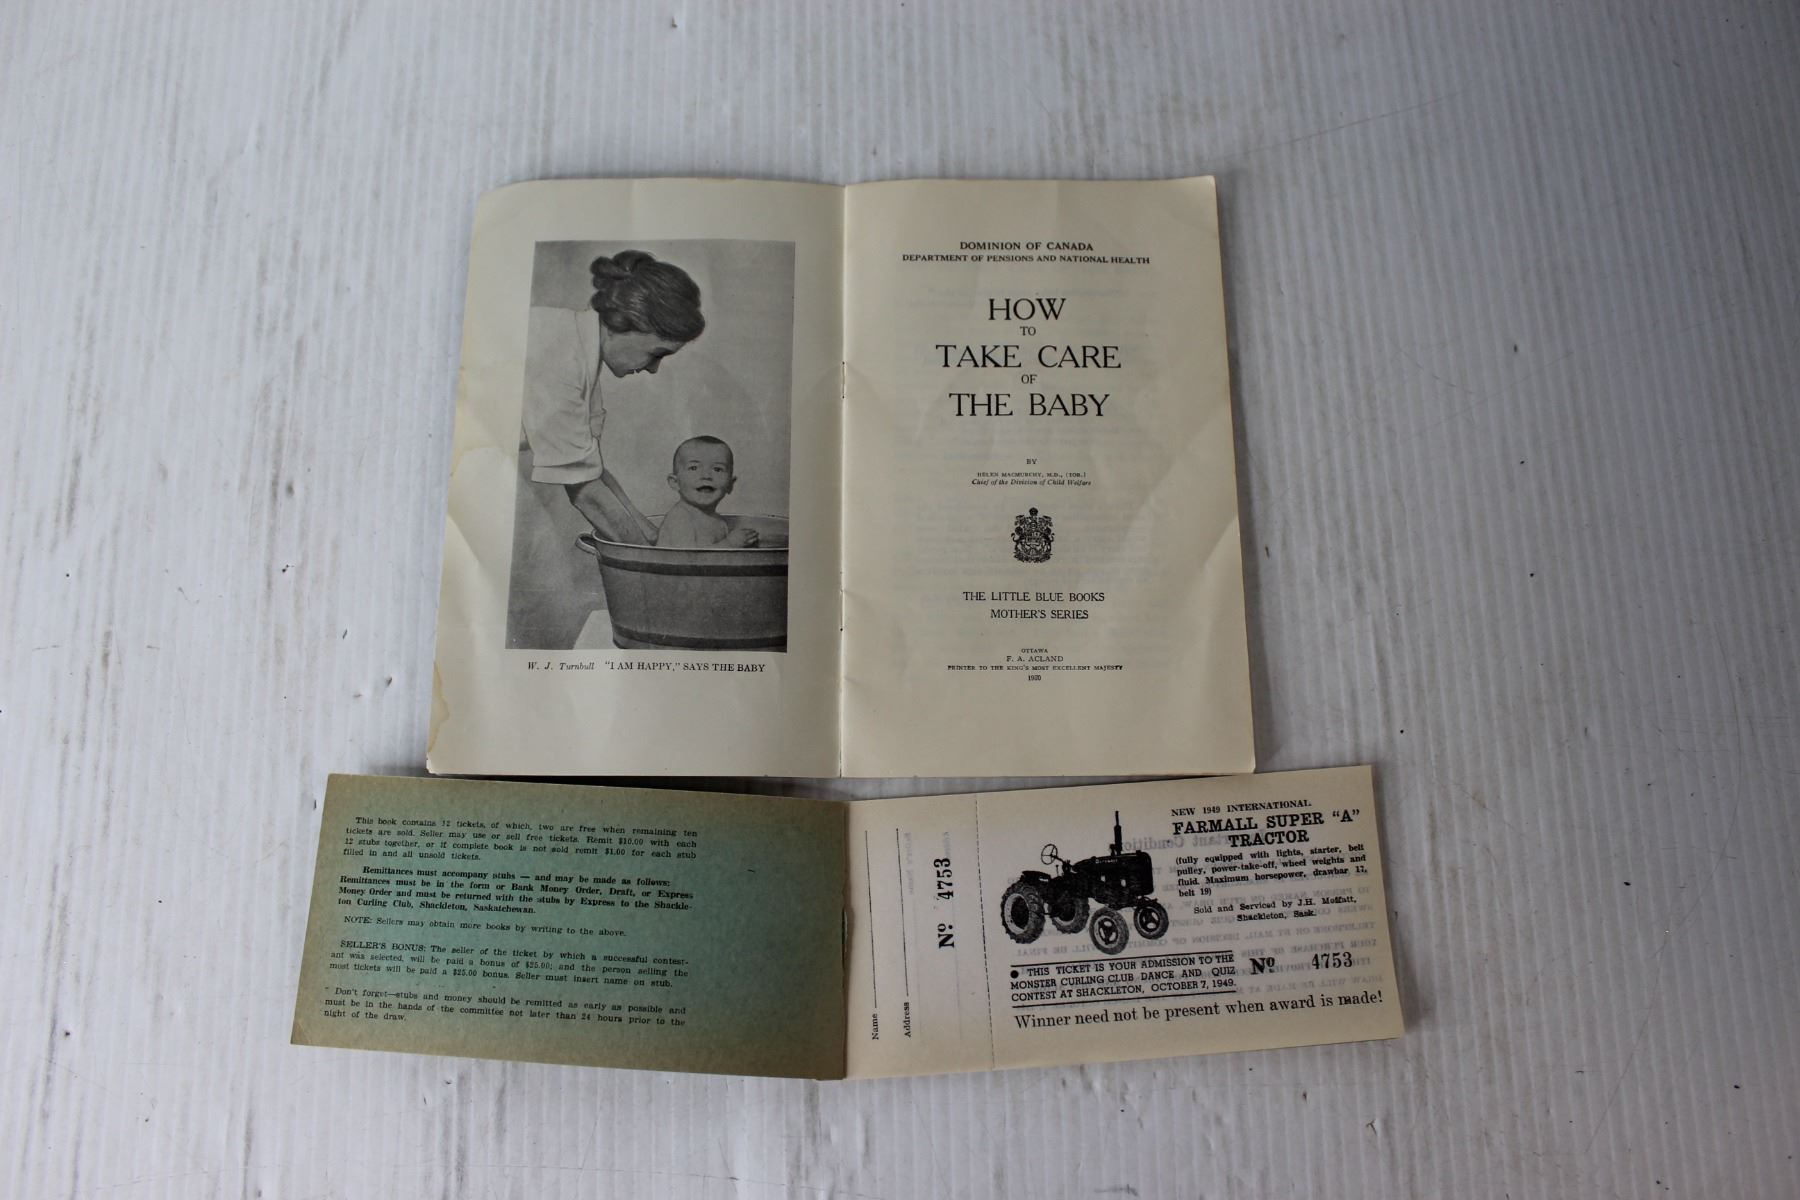 W. J. Turnbull "I AM HAPPY," SAYS THE BABY
DOMINION OF CANADA
DEPARTMENT OF PENSIONS AND NATIONAL HEALTH
HOW
TO
TAKE CARE
OF
THE BABY
BY
HELEN MACMURCHY, M.D., (TOR.)
Chief of the Division of Child Welfare
THE LITTLE BLUE BOOKS
MOTHER'S SERIES
OTTAWA
F. A. ACLAND
PRINTER TO THE KING'S MOST EXCELLENT MAJESTY
1930
This book contains 12 tickets, of which, two are free when remaining ten
tickets are sold. Seller may use or sell free tickets. Remit $10.00 with each
12 stubs together, or if complete book is not sold remit $1.00 for each stub
filled in and all unsold tickets.
Remittances must accompany stubs — and may be made as follows:
Remittances must be in the form or Bank Money Order, Draft, or Express
Money Order and must be returned with the stubs by Express to the Shackle-
ton Curling Club, Shackleton, Saskatchewan.
NOTE: Sellers may obtain more books by writing to the above.
SELLER'S BONUS: The seller of the ticket by which a successful contest-
ant was selected, will be paid a bonus of $25.00; and the person selling the
most tickets will be paid a $25.00 bonus. Seller must insert name on stub.
Don't forget—stubs and money should be remitted as early as possible and
must be in the hands of the committee not later than 24 hours prior to the
night of the draw.
Name
Address
Nº 4753
NEW 1949 INTERNATIONAL
FARMALL SUPER "A"
TRACTOR
(fully equipped with lights, starter, belt
pulley, power-take-off, wheel weights and
fluid. Maximum horsepower, drawbar 17,
belt 19)
Sold and Serviced by J.H. Moffatt,
Shackleton, Sask.
● THIS TICKET IS YOUR ADMISSION TO THE
MONSTER CURLING CLUB DANCE AND QUIZ
CONTEST AT SHACKLETON, OCTOBER 7, 1949.
Nº 4753
Winner need not be present when award is made!